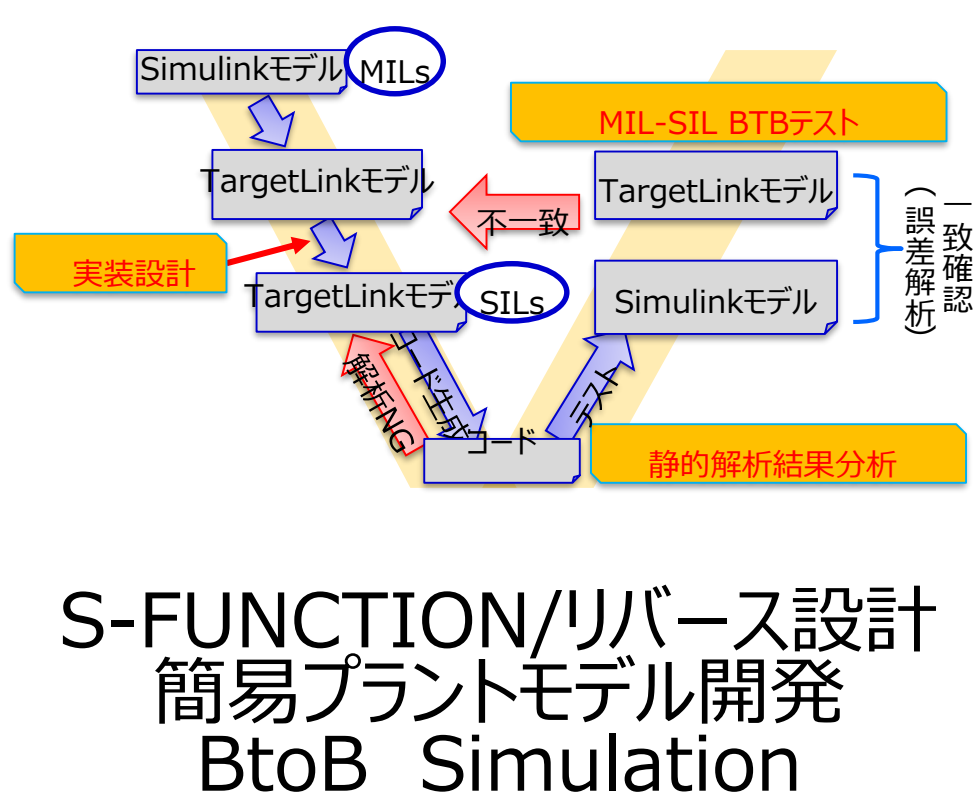 Simulinkモデル
MILs
MIL-SIL BTBテスト
TargetLinkモデル
TargetLinkモデル
不一致
一致確認
（誤差解析）
実装設計
TargetLinkモデ
SILs
Simulinkモデル
コード生成
解析NG
テスト
コード
静的解析結果分析
S-FUNCTION/リバース設計
簡易プラントモデル開発
BtoB Simulation